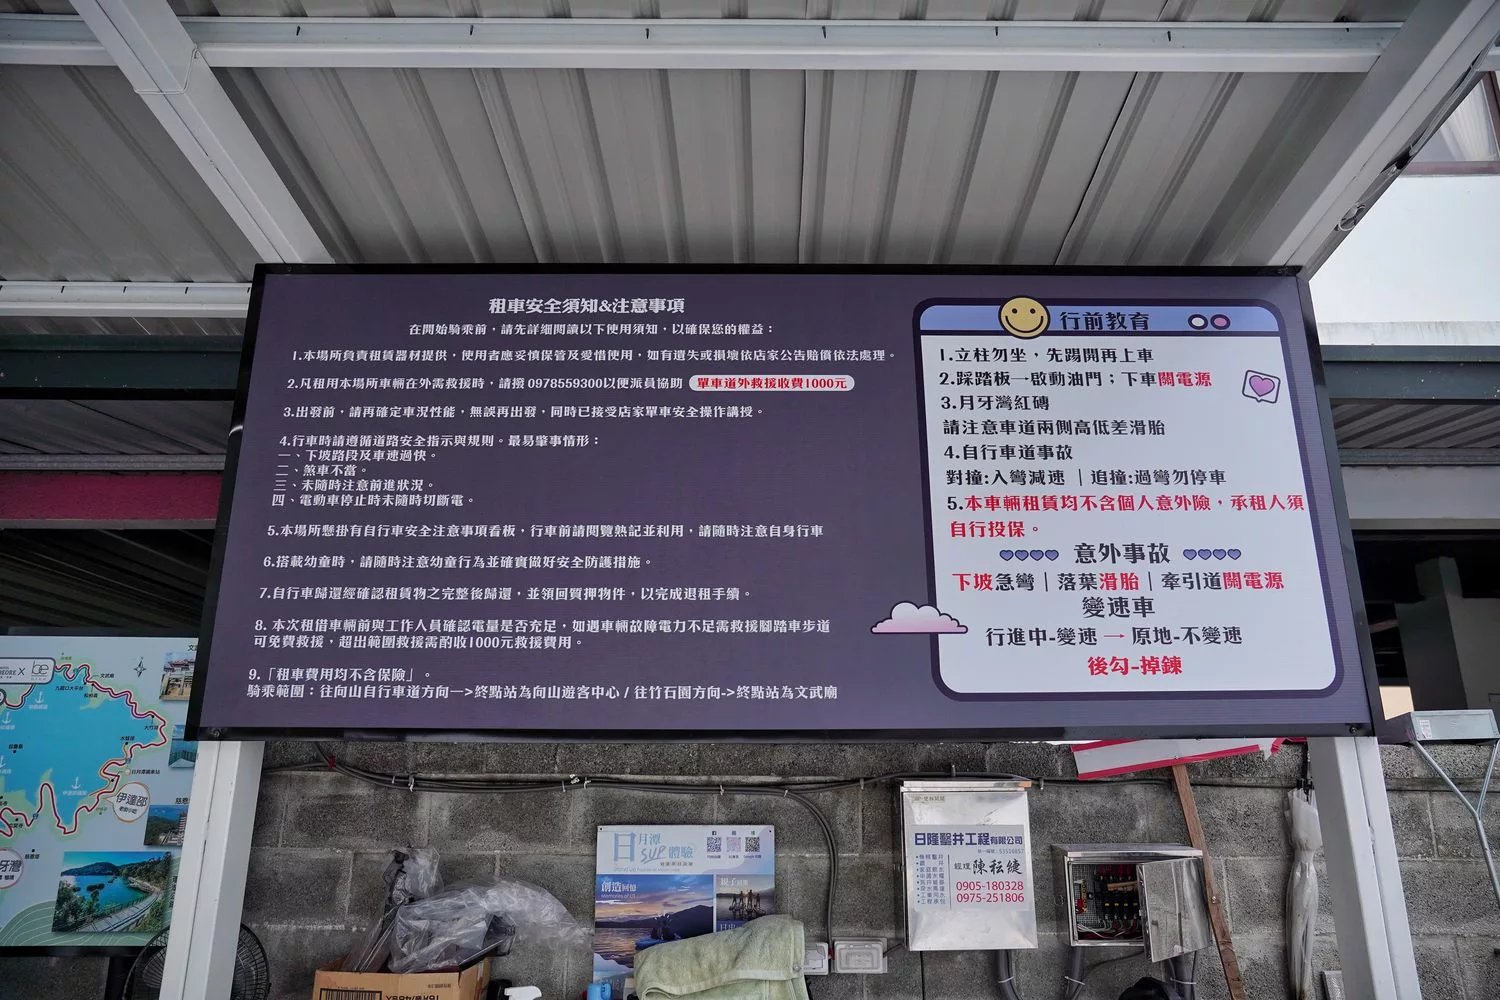 租車安全須知&注意事項
在開始騎乘前，請先詳細閱讀以下使用須知，以確保您的權益：
1.本場所負責租賃器材提供，使用者應妥慎保管及愛惜使用，如有遺失或損壞依店家公告賠償依法處理。
2.凡租用本場所車輛在外需救援時，請撥 0978559300以便派員協助 單車道外救援收費1000元
3.出發前，請再確定車況性能，無誤再出發，同時已接受店家單車安全操作講授。
4.行車時請遵循道路安全指示與規則。最易肇事情形：
一、下坡路段及車速過快。
二、煞車不當。
三、未隨時注意前進狀況。
四、電動車停止時未隨時切斷電。
5.本場所懸掛有自行車安全注意事項看板，行車前請閱覽熟記並利用，請隨時注意自身行車
6.搭載幼童時，請隨時注意幼童行為並確實做好安全防護措施。
7.自行車歸還經確認租賃物之完整後歸還，並領回質押物件，以完成退租手續。
8. 本次租借車輛前與工作人員確認電量是否充足，如遇車輛故障電力不足需救援腳踏車步道
可免費救援，超出範圍救援需酌收1000元救援費用。
9.「租車費用均不含保險」。
騎乘範圍：往向山自行車道方向—>終點站為向山遊客中心 / 往竹石園方向->終點站為文武廟
行前教育
1.立柱勿坐，先踢開再上車
2.踩踏板—啟動油門；下車關電源
3.月牙灣紅磚
請注意車道兩側高低差滑胎
4.自行車道事故
對撞:入彎減速 ｜追撞:過彎勿停車
5.本車輛租賃均不含個人意外險，承租人須
自行投保。
意外事故
下坡急彎｜落葉滑胎｜牽引道關電源
變速車
行進中-變速 → 原地-不變速
後勾-掉鍊
伊達邵
日月潭
SUP體驗
創造回憶
日隆鑿井工程有限公司
經理 陳耘緁
0905-180328
0975-251806